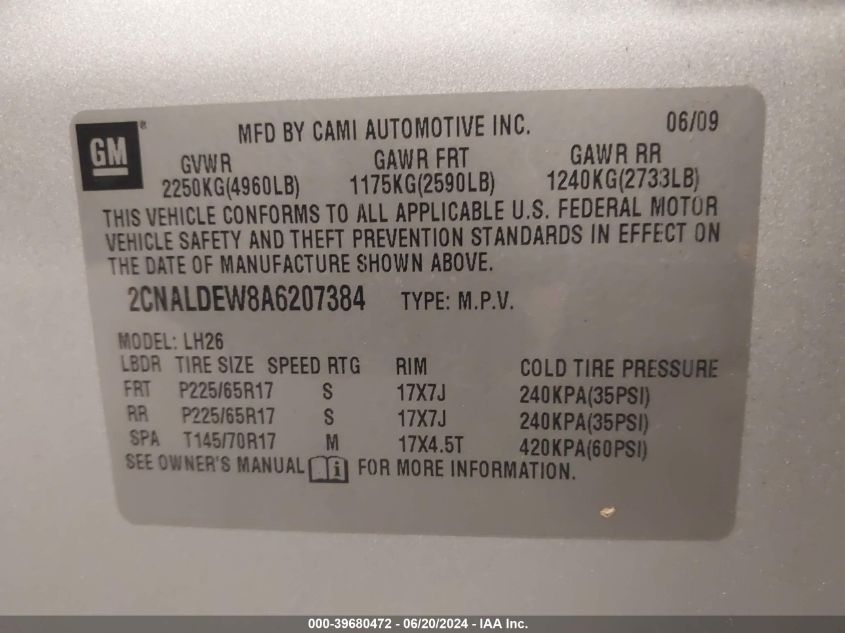 GM ® MFD BY CAMI AUTOMOTIVE INC. 06/09
GVWR GAWR FRT GAWR RR
2250KG(4960LB) 1175KG(2590LB) 1240KG(2733LB)
THIS VEHICLE CONFORMS TO ALL APPLICABLE U.S. FEDERAL MOTOR
VEHICLE SAFETY AND THEFT PREVENTION STANDARDS IN EFFECT ON
THE DATE OF MANUFACTURE SHOWN ABOVE.
2CNALDEW8A6207384 TYPE: M.P.V.
MODEL: LH26
LBDR TIRE SIZE SPEED RTG RIM COLD TIRE PRESSURE
FRT P225/65R17 S 17X7J 240KPA(35PSI)
RR P225/65R17 S 17X7J 240KPA(35PSI)
SPA T145/70R17 M 17X4.5T 420KPA(60PSI)
SEE OWNER'S MANUAL i FOR MORE INFORMATION.
000-39680472 - 06/20/2024 - IAA Inc.